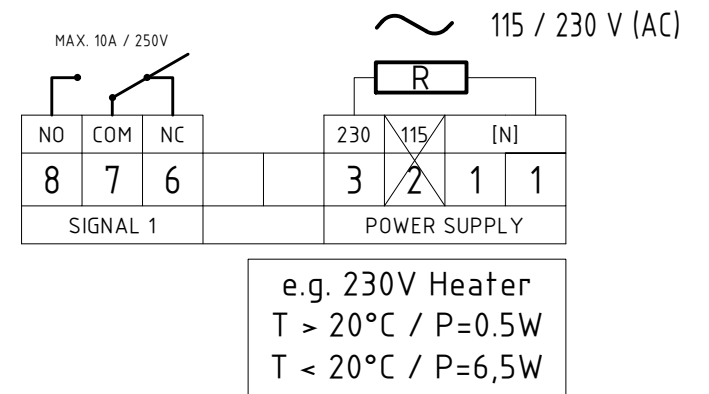 115 / 230 V (AC)
MAX. 10A / 250V
R
NO COM NC 230 115 [N]
8 7 6 3 2 1 1
SIGNAL 1 POWER SUPPLY
e.g. 230V Heater
T > 20°C / P=0.5W
T < 20°C / P=6,5W